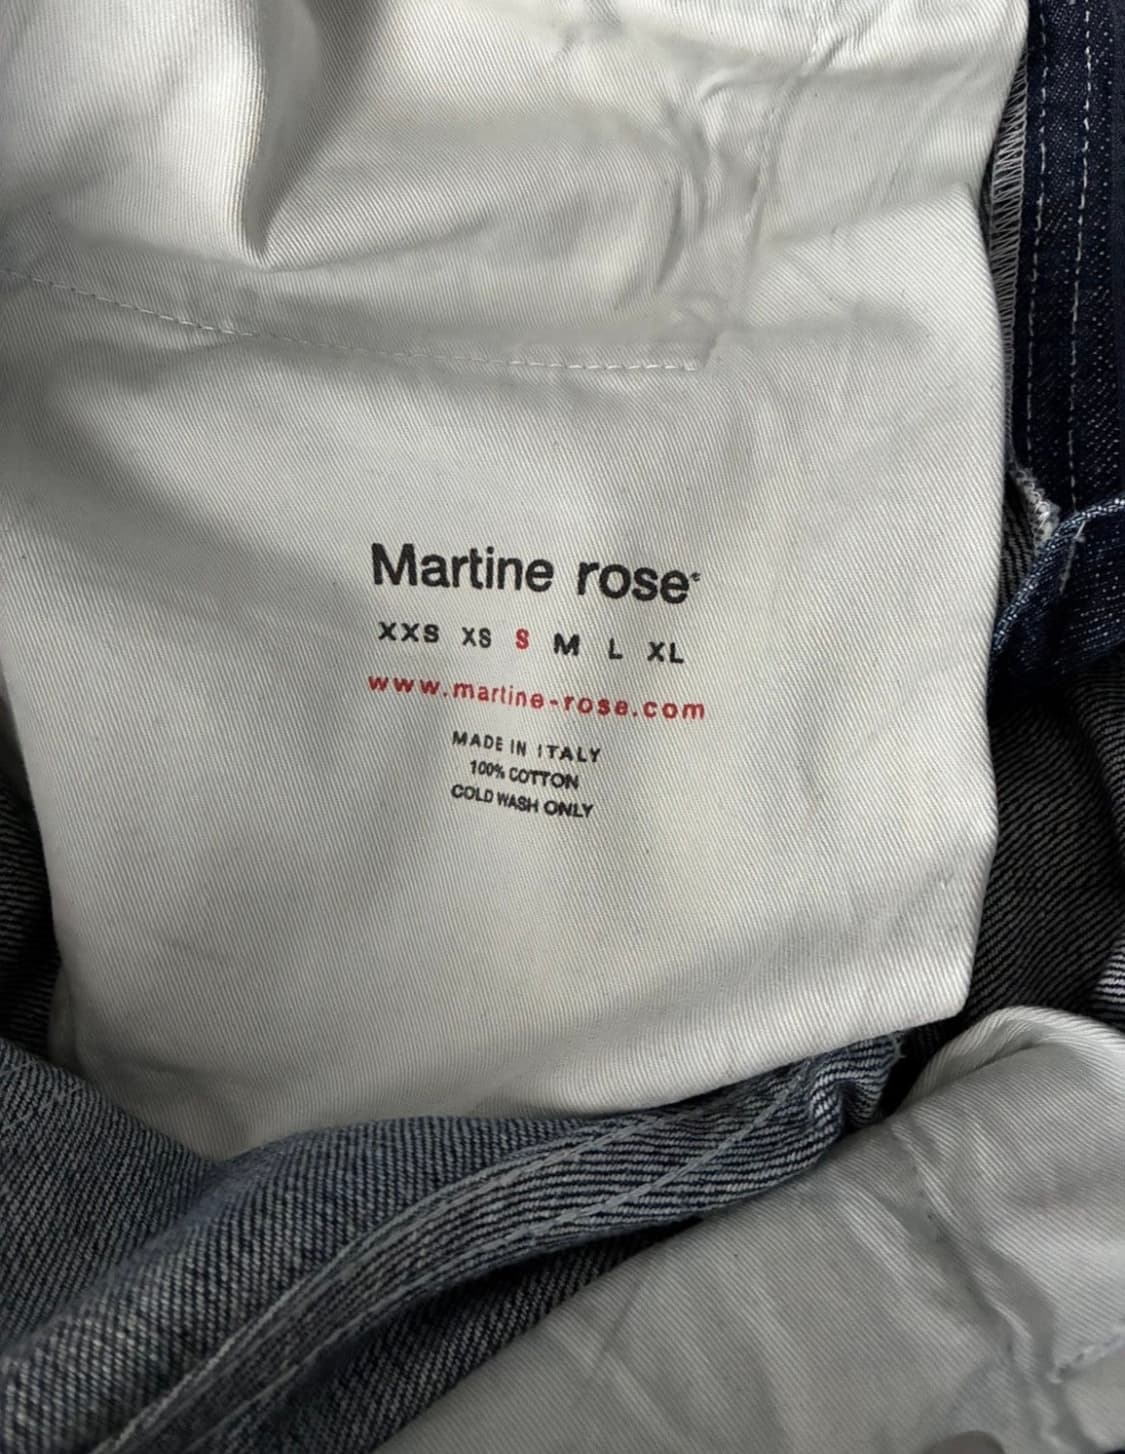 Martine rose
XXS XS S M L XL
www.martine-rose.com
MADE IN ITALY
100% COTTON
COLD WASH ONLY